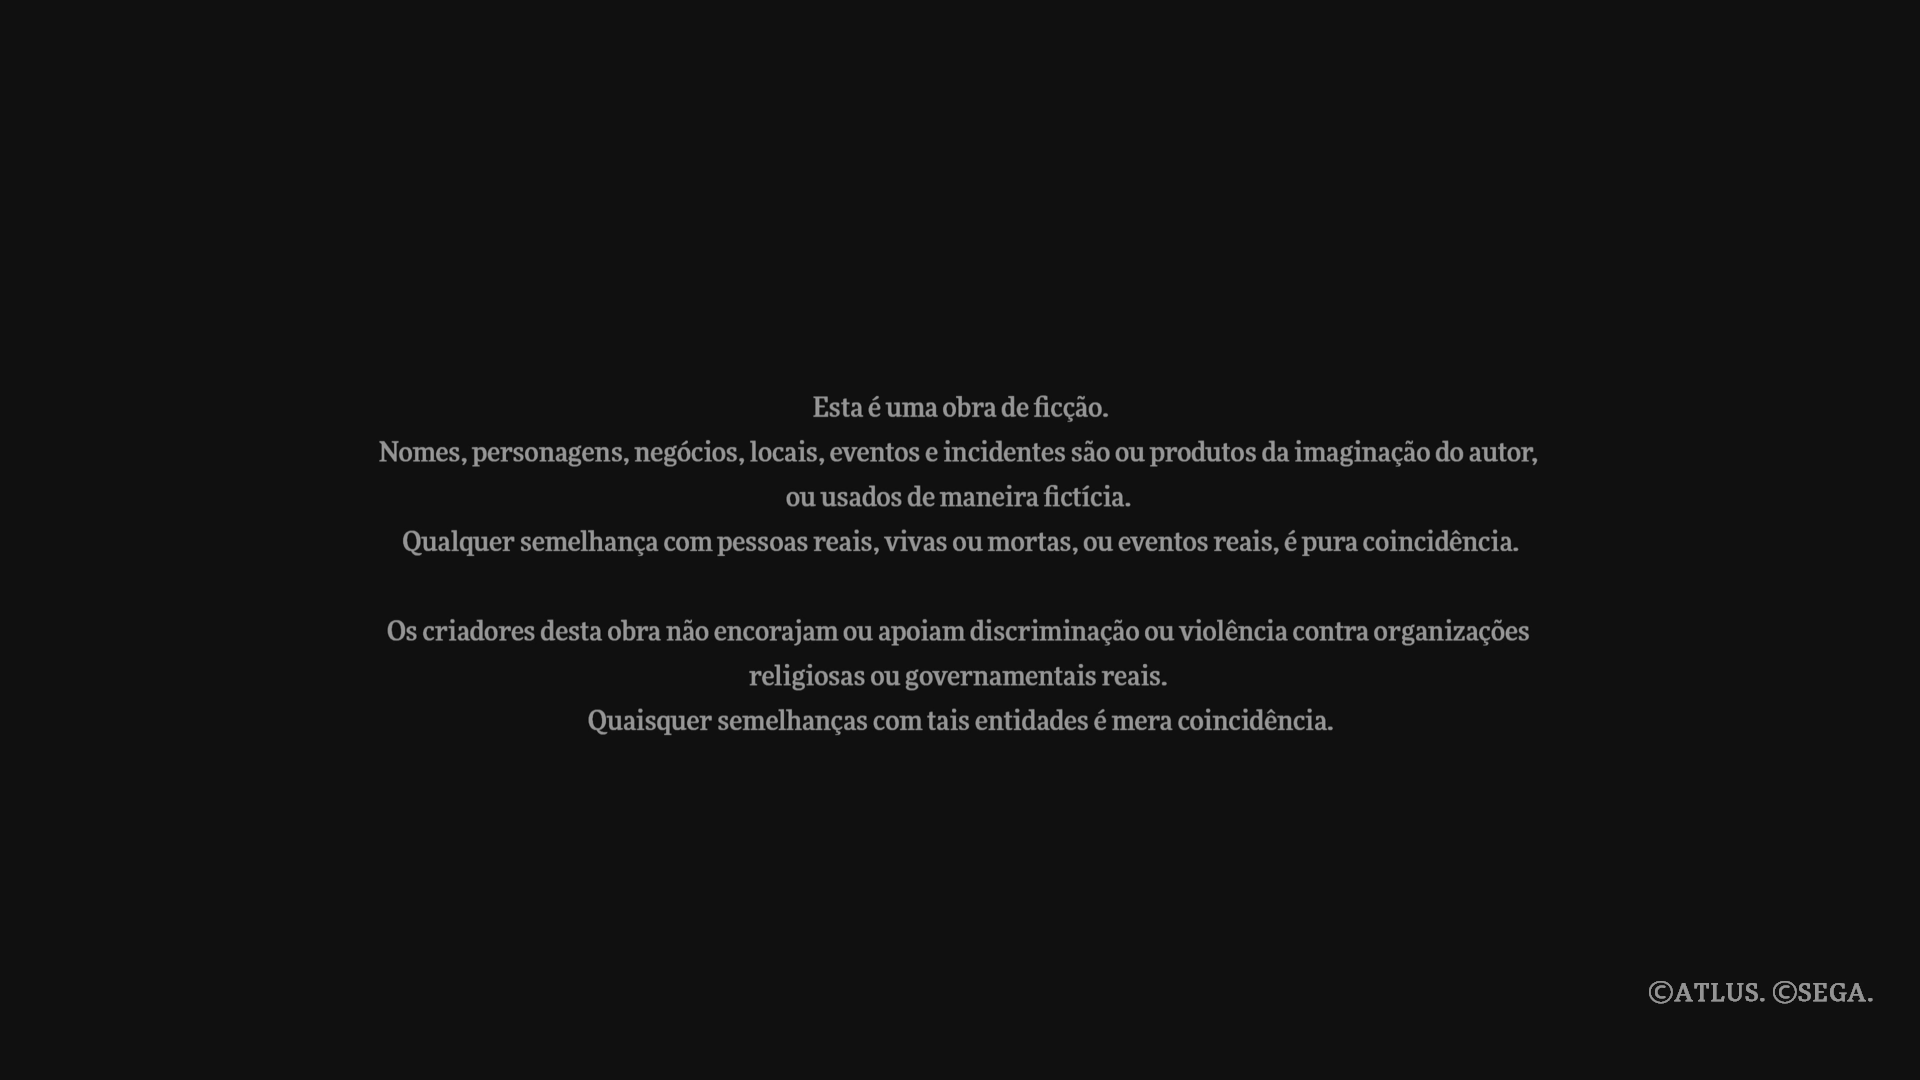 Esta é uma obra de ficção.
Nomes, personagens, negócios, locais, eventos e incidentes são ou produtos da imaginação do autor,
ou usados de maneira fictícia.
Qualquer semelhança com pessoas reais, vivas ou mortas, ou eventos reais, é pura coincidência.
Os criadores desta obra não encorajam ou apoiam discriminação ou violência contra organizações
religiosas ou governamentais reais.
Quaisquer semelhanças com tais entidades é mera coincidência.
©ATLUS. ©SEGA.